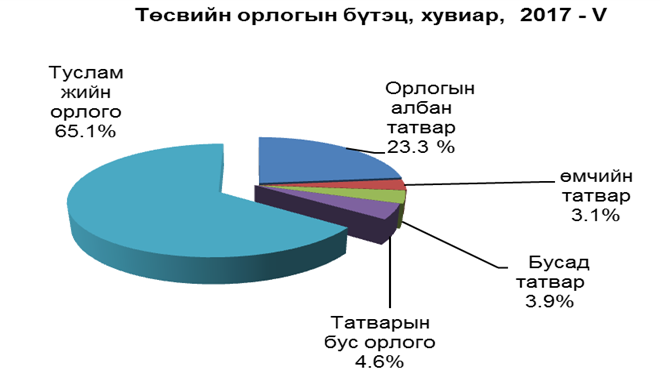 Төсвийн орлогын бүтэц, хувиар, 2017 - V
Туслам
жийн
орлого
65.1%
Орлогын
албан
татвар
23.3 %
өмчийн
татвар
3.1%
Бусад
татвар
3.9%
Татварын
бус орлого
4.6%